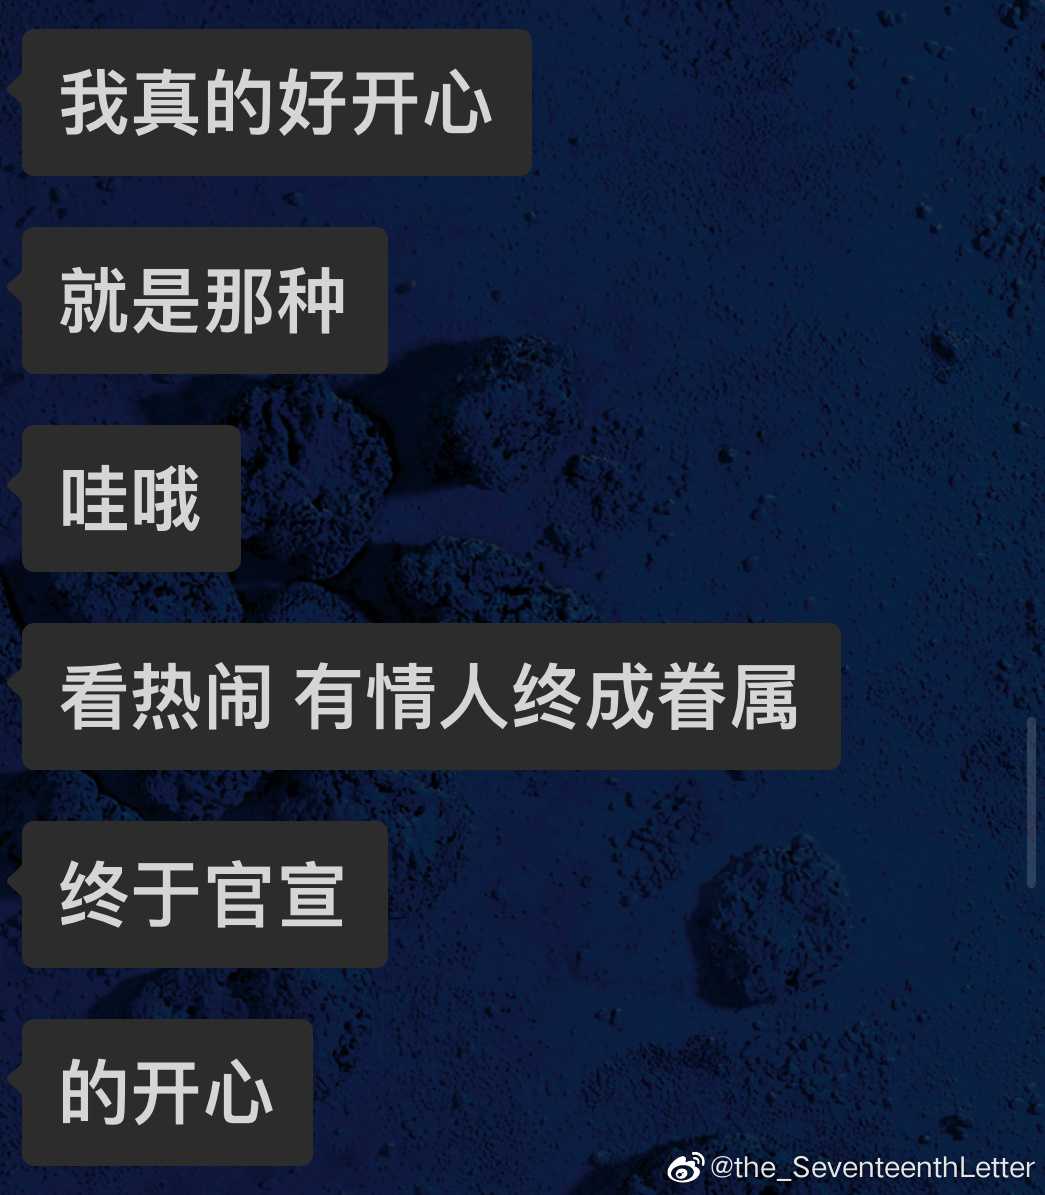 我真的好开心
就是那种
哇哦
看热闹 有情人终成眷属
终于官宣
的开心
@the_SeventeenthLetter